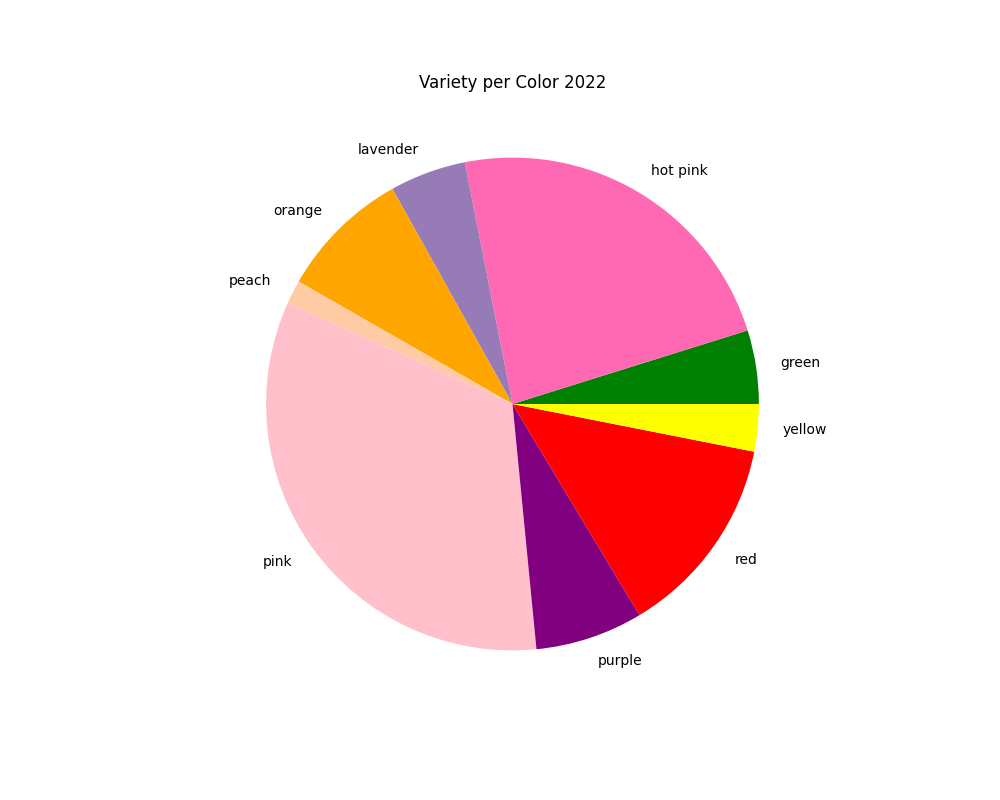 Variety per Color 2022
lavender
hot pink
orange
peach
green
yellow
pink
red
purple